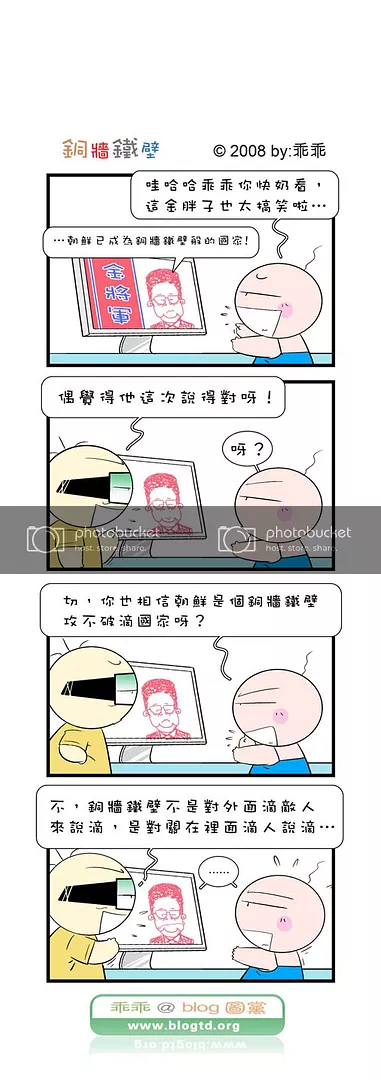 銅牆鐵壁 © 2008 by:乖乖
哇哈哈乖乖你快奶看，
這金胖子也太搞笑啦…
…朝鮮已成為銅牆鐵壁般的國家!
金將軍
偶覺得他這次說得對呀！
呀？
photobucket
host. store. share.
photobucket
host. store. share.
切，你也相信朝鮮是個銅牆鐵壁
攻不破滴國家呀？
不，銅牆鐵壁不是對外面滴敵人
來說滴，是對關在裡面滴人說滴…
……
乖乖 @ blog 圖黨
www.blogtd.org